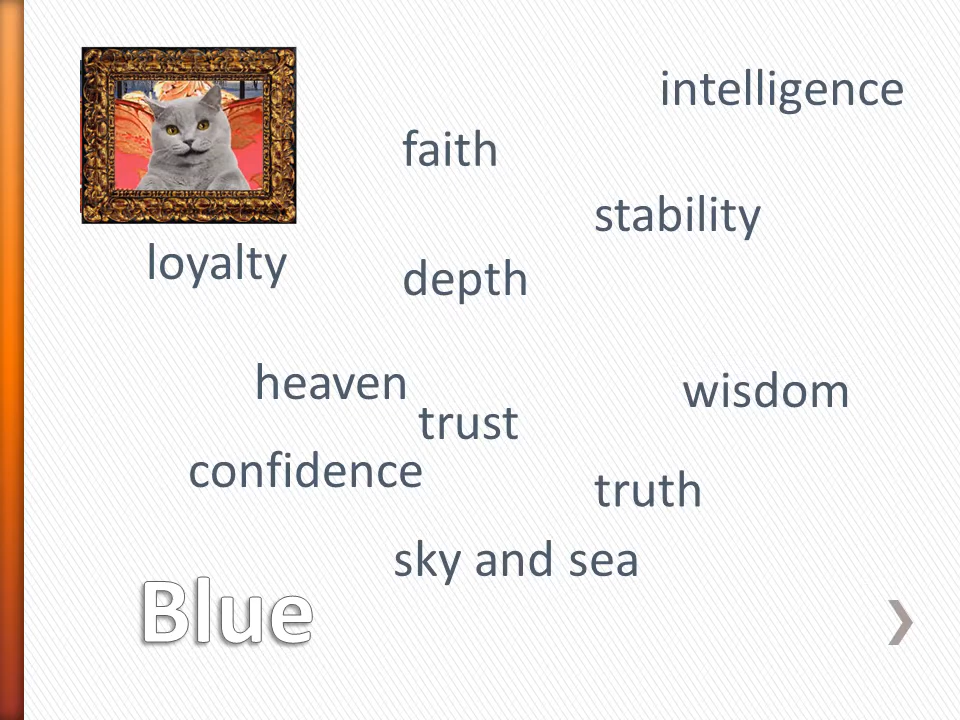 intelligence
faith
stability
loyalty
depth
heaven
wisdom
trust
confidence
truth
sky and sea
Blue